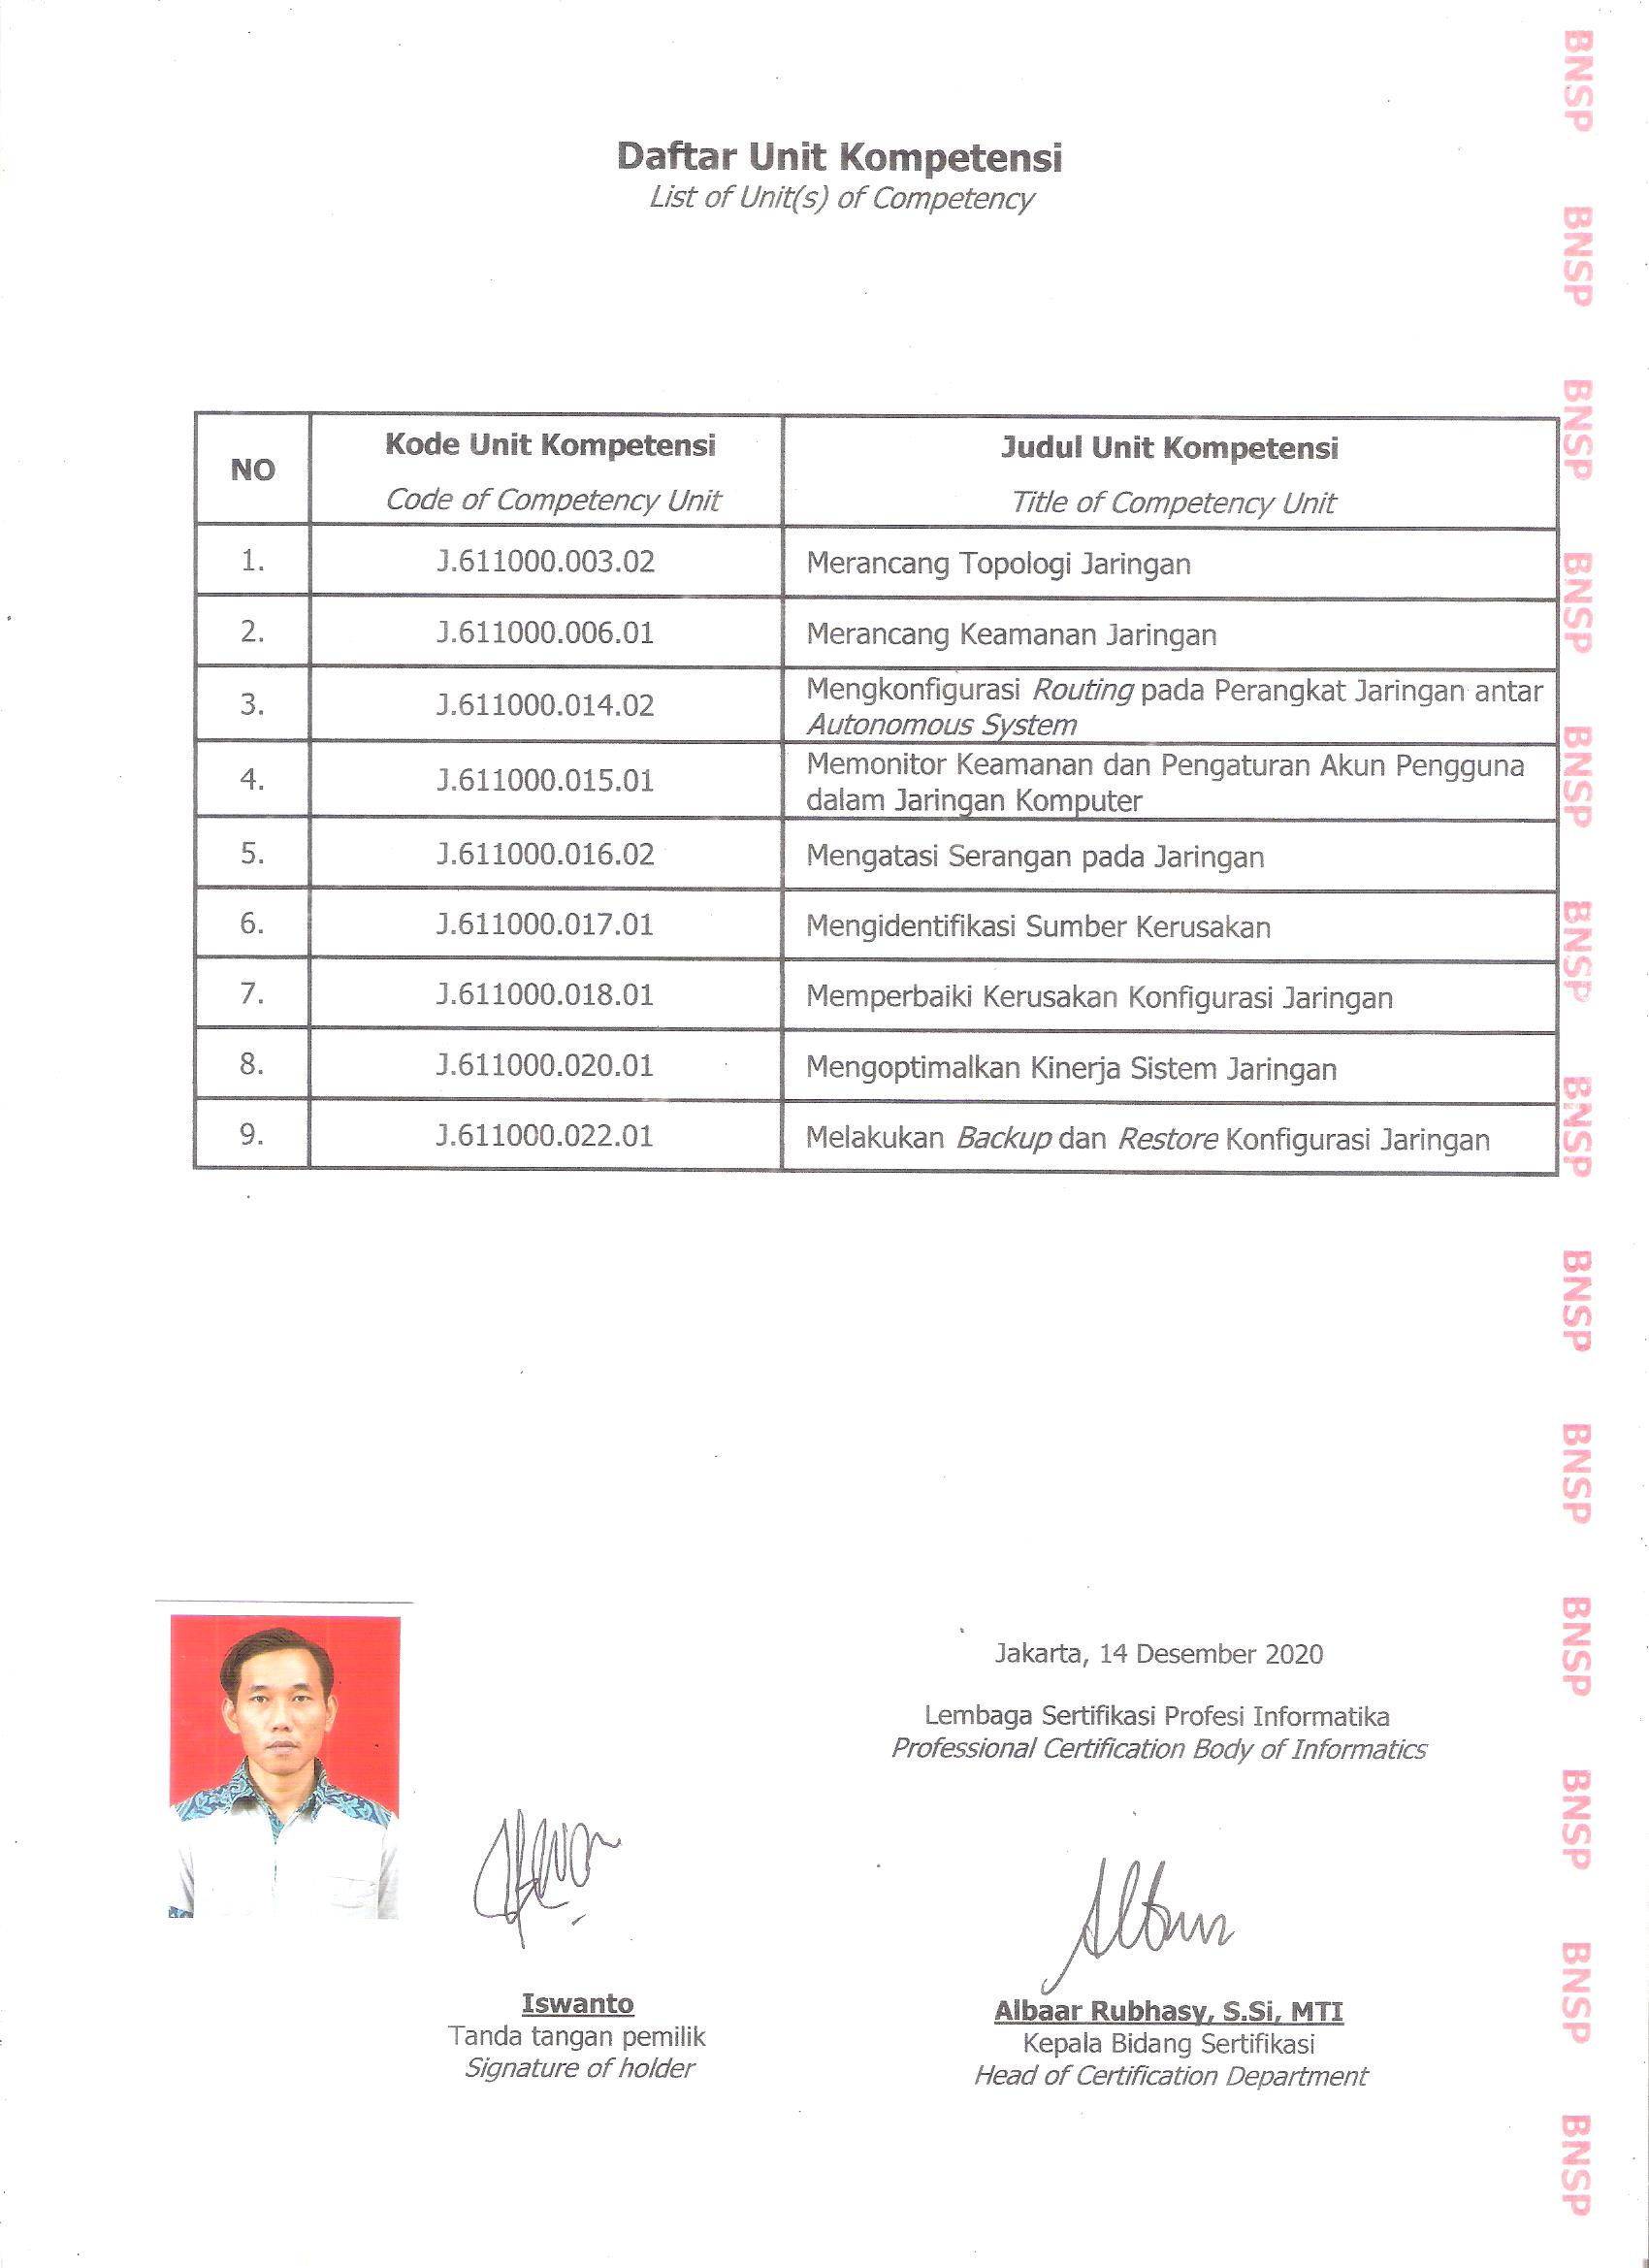 Daftar Unit Kompetensi
List of Unit(s) of Competency
NO
Kode Unit Kompetensi
Code of Competency Unit
Judul Unit Kompetensi
Title of Competency Unit
1. J.611000.003.02 Merancang Topologi Jaringan
2. J.611000.006.01 Merancang Keamanan Jaringan
3. J.611000.014.02 Mengkonfigurasi Routing pada Perangkat Jaringan antar
Autonomous System
4. J.611000.015.01 Memonitor Keamanan dan Pengaturan Akun Pengguna
dalam Jaringan Komputer
5. J.611000.016.02 Mengatasi Serangan pada Jaringan
6. J.611000.017.01 Mengidentifikasi Sumber Kerusakan
7. J.611000.018.01 Memperbaiki Kerusakan Konfigurasi Jaringan
8. J.611000.020.01 Mengoptimalkan Kinerja Sistem Jaringan
9. J.611000.022.01 Melakukan Backup dan Restore Konfigurasi Jaringan
Jakarta, 14 Desember 2020
Lembaga Sertifikasi Profesi Informatika
Professional Certification Body of Informatics
Iswanto
Tanda tangan pemilik
Signature of holder
Albaar Rubhasy, S.Si, MTI
Kepala Bidang Sertifikasi
Head of Certification Department
BNSP
BNSP
BNSP
BNSP
BNSP
BNSP
BNSP
BNSP
BNSP
BNSP
BNSP
BNSP
BNSP